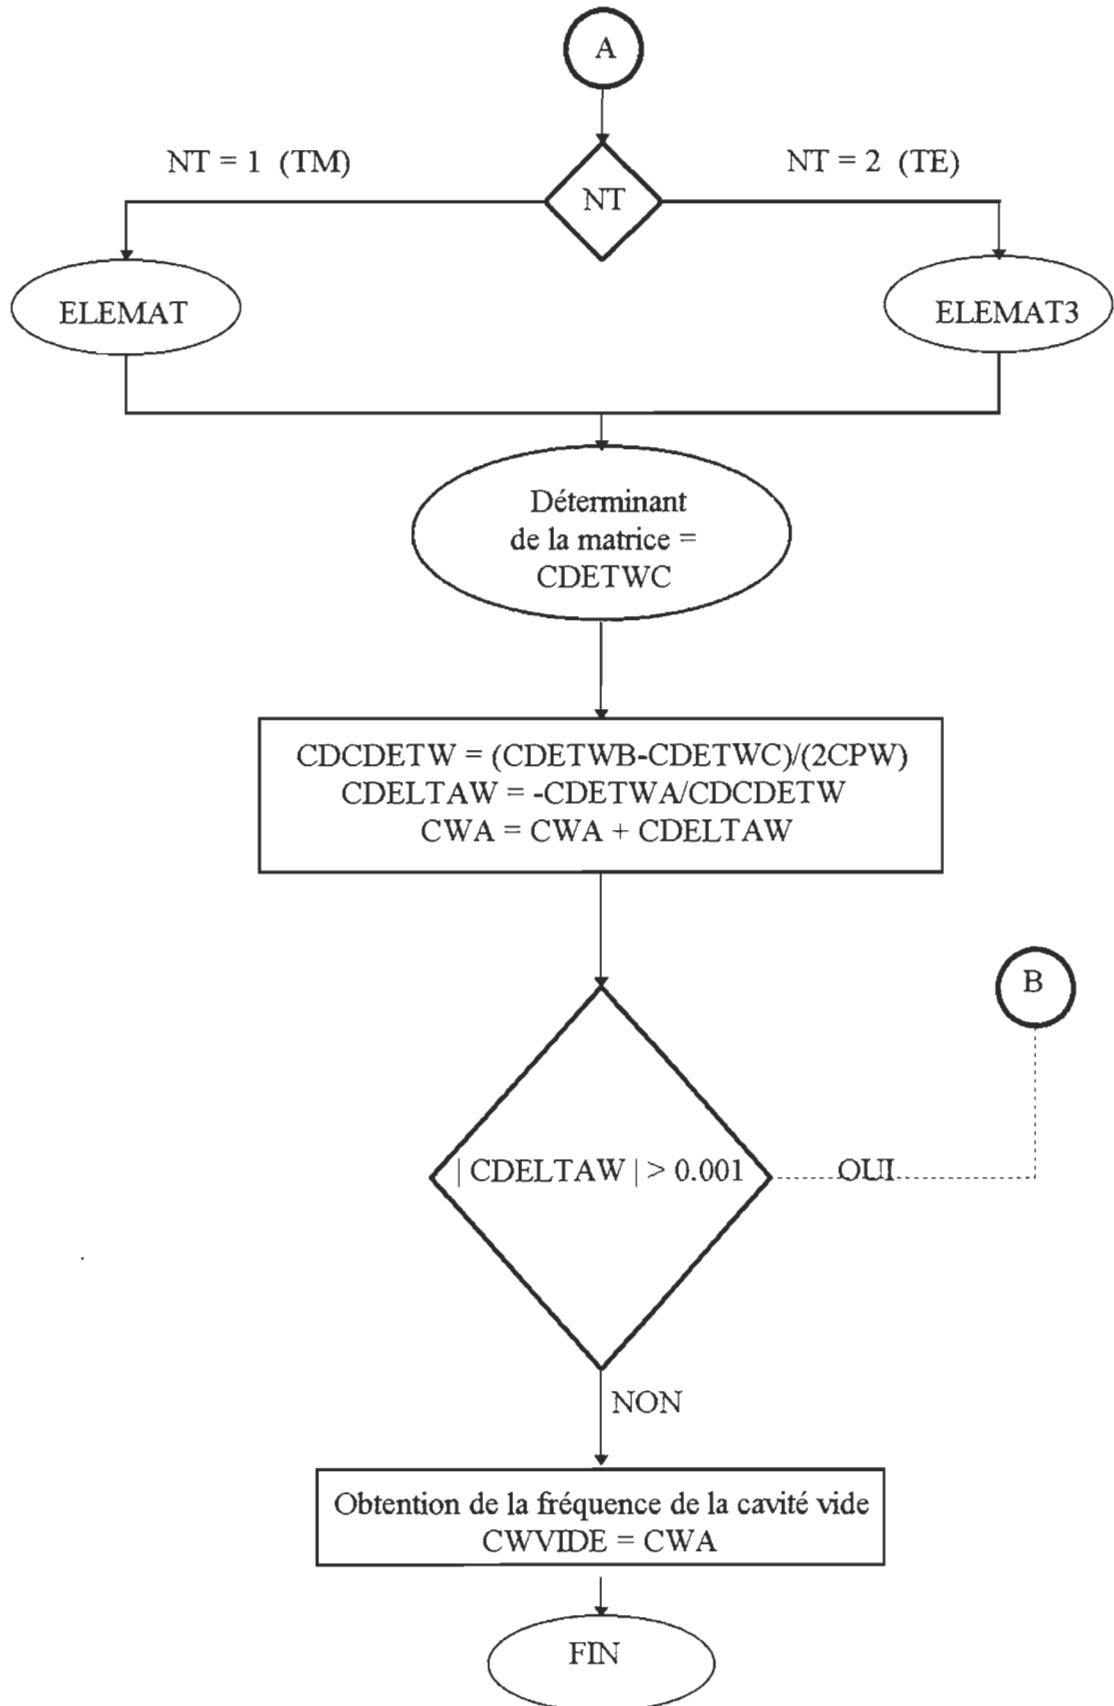 A
NT = 1 (TM)
NT = 2 (TE)
NT
ELEMAT
ELEMAT3
Déterminant
de la matrice =
CDETWC
CDCDETW = (CDETWB-CDETWC)/(2CPW)
CDELTAW = -CDETWA/CDCDETW
CWA = CWA + CDELTAW
B
| CDELTAW | > 0.001
OUI
NON
Obtention de la fréquence de la cavité vide
CWVIDE = CWA
FIN